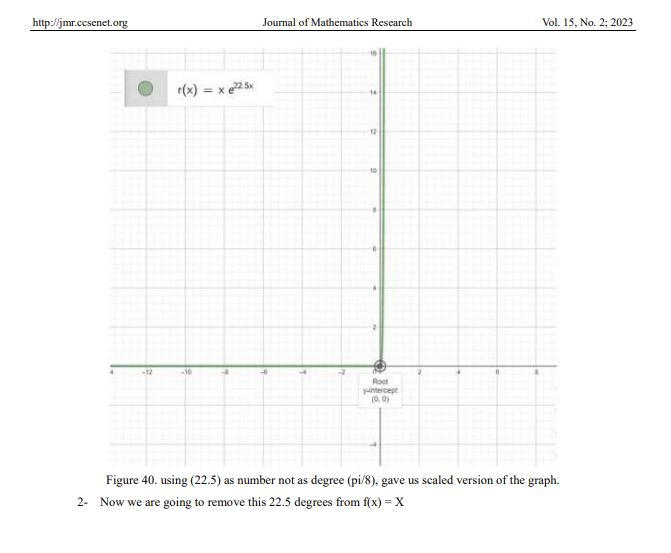 http://jmr.ccsenet.org Journal of Mathematics Research Vol. 15, No. 2; 2023
r(x) = x e^22.5x
16
14
12
10
8
6
4
2
-12 -10 -8 -6 -4 -2 2 4 6 8
Root
y-intercept
(0, 0)
-4
Figure 40. using (22.5) as number not as degree (pi/8), gave us scaled version of the graph.
2- Now we are going to remove this 22.5 degrees from f(x) = X